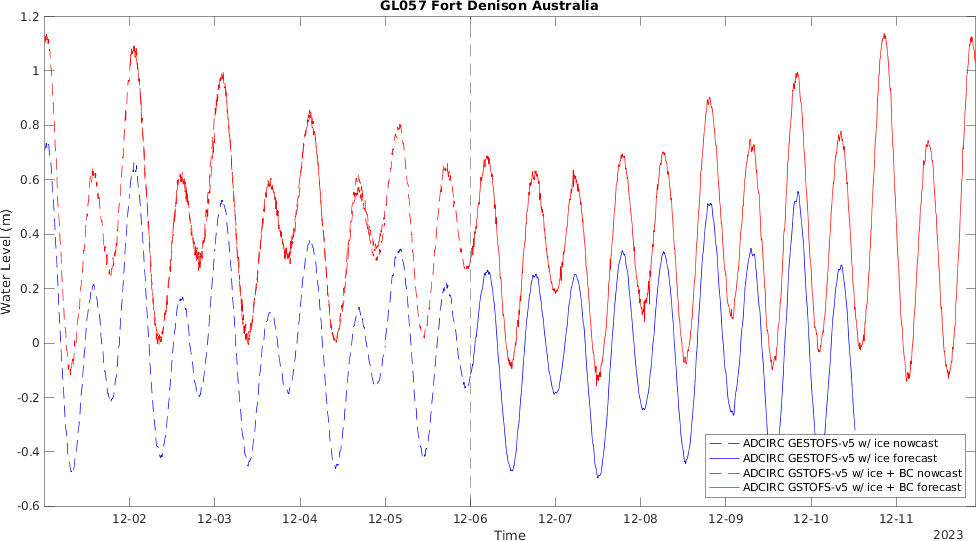 GL057 Fort Denison Australia
1.2
1
0.8
0.6
0.4
0.2
0
-0.2
-0.4
-0.6
Water Level (m)
ADCIRC GESTOFS-v5 w/ ice nowcast
ADCIRC GESTOFS-v5 w/ ice forecast
ADCIRC GSTOFS-v5 w/ ice + BC nowcast
ADCIRC GSTOFS-v5 w/ ice + BC forecast
12-02 12-03 12-04 12-05 12-06 12-07 12-08 12-09 12-10 12-11
Time
2023